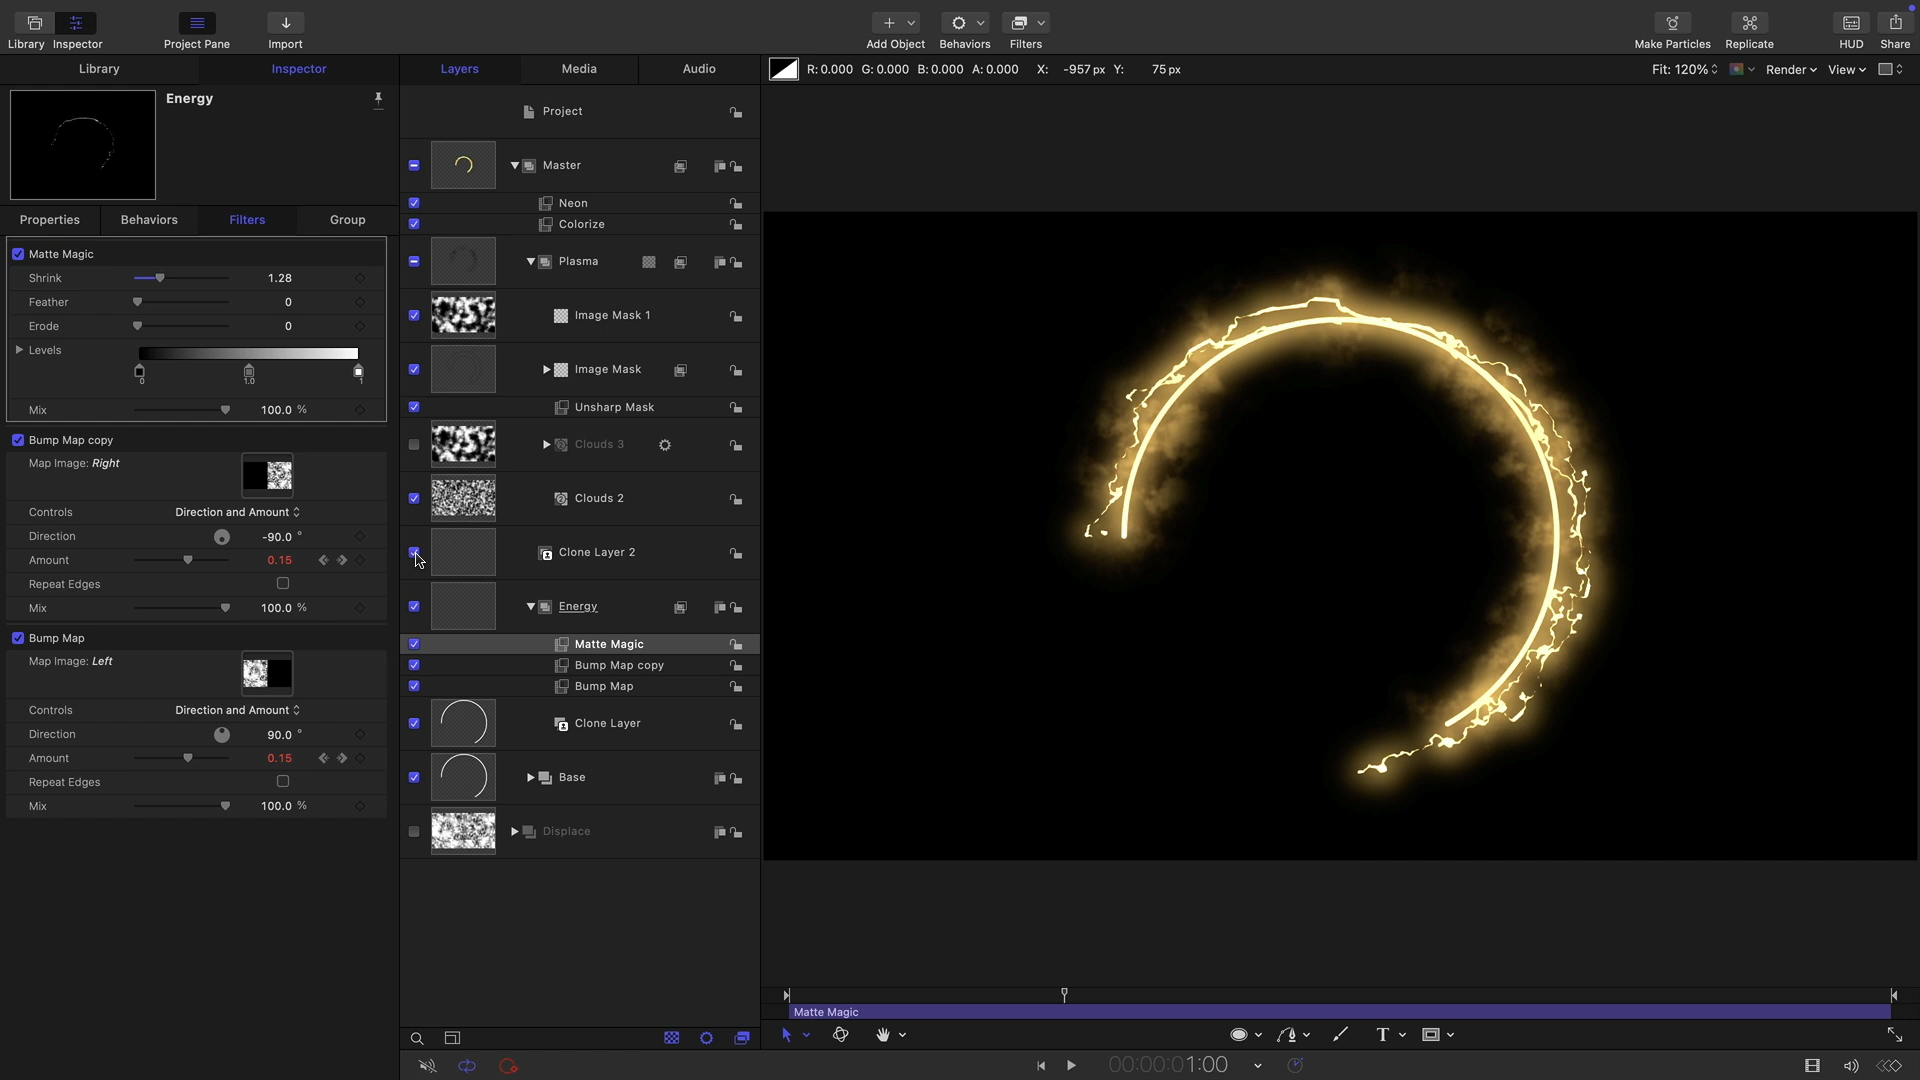 Library Inspector
Project Pane
Import
Add Object
Behaviors
Filters
Make Particles
Replicate
HUD
Share
Library
Inspector
Layers
Media
Audio
R: 0.000 G: 0.000 B: 0.000 A: 0.000 X: -957 px Y: 75 px
Fit: 120%
Render
View
Energy
Properties
Behaviors
Filters
Group
Matte Magic
Shrink 1.28
Feather 0
Erode 0
Levels
0 1.0 1
Mix 100.0 %
Bump Map copy
Map Image: Right
Controls Direction and Amount
Direction -90.0 °
Amount 0.15
Repeat Edges
Mix 100.0 %
Bump Map
Map Image: Left
Controls Direction and Amount
Direction 90.0 °
Amount 0.15
Repeat Edges
Mix 100.0 %
Project
Master
Neon
Colorize
Plasma
Image Mask 1
Image Mask
Unsharp Mask
Clouds 3
Clouds 2
Clone Layer 2
Energy
Matte Magic
Bump Map copy
Bump Map
Clone Layer
Base
Displace
Matte Magic
T
00:00:01:00